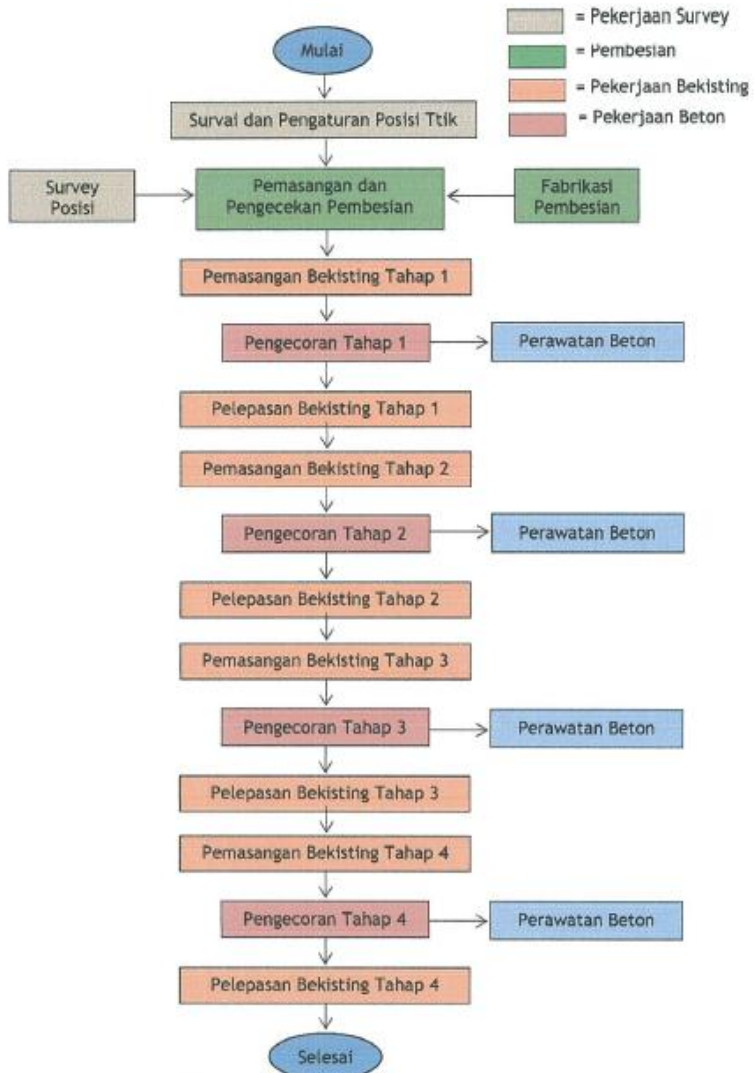 = Pekerjaan Survey
= Pembesian
= Pekerjaan Bekisting
= Pekerjaan Beton
Mulai
Survai dan Pengaturan Posisi Ttik
Survey
Posisi
Pemasangan dan
Pengecekan Pembesian
Fabrikasi
Pembesian
Pemasangan Bekisting Tahap 1
Pengecoran Tahap 1
Perawatan Beton
Pelepasan Bekisting Tahap 1
Pemasangan Bekisting Tahap 2
Pengecoran Tahap 2
Perawatan Beton
Pelepasan Bekisting Tahap 2
Pemasangan Bekisting Tahap 3
Pengecoran Tahap 3
Perawatan Beton
Pelepasan Bekisting Tahap 3
Pemasangan Bekisting Tahap 4
Pengecoran Tahap 4
Perawatan Beton
Pelepasan Bekisting Tahap 4
Selesai